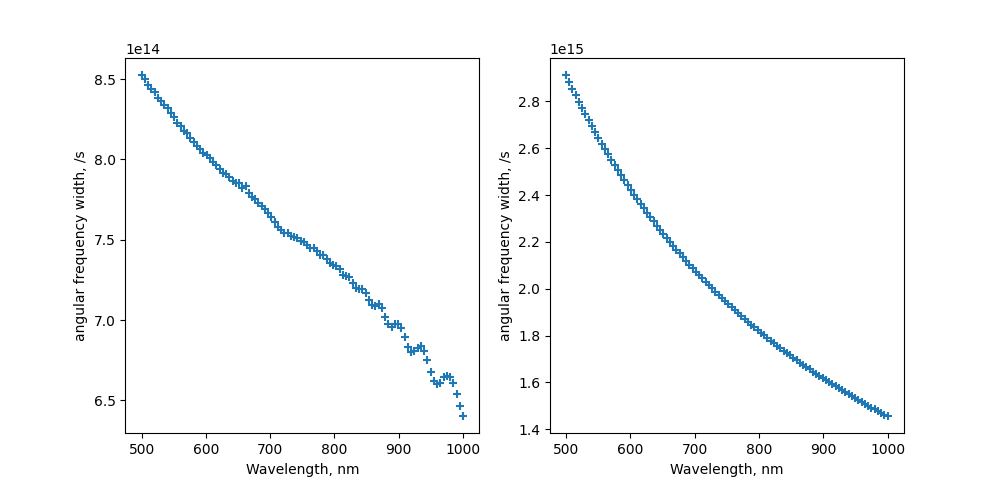 1e14
8.5
8.0
7.5
7.0
6.5
500 600 700 800 900 1000
Wavelength, nm
angular frequency width, /s
1e15
2.8
2.6
2.4
2.2
2.0
1.8
1.6
1.4
500 600 700 800 900 1000
Wavelength, nm
angular frequency width, /s